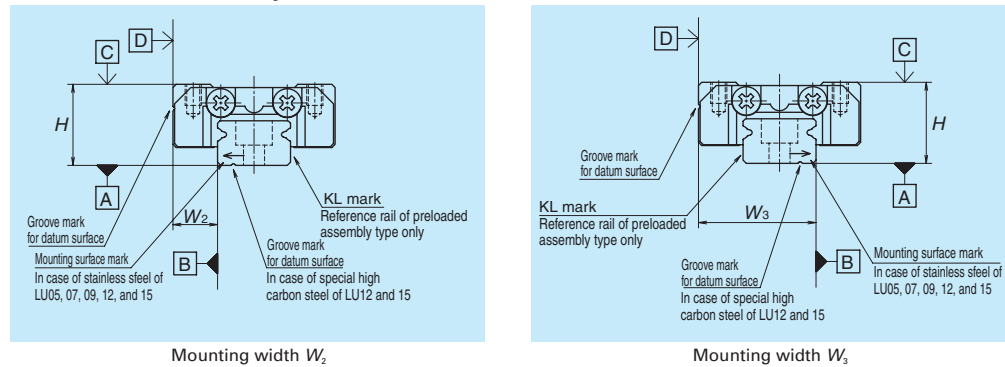 D
C
H
A
Groove mark
for datum surface
W2
Mounting surface mark
In case of stainless sfeel of
LU05, 07, 09, 12, and 15
B
KL mark
Reference rail of preloaded
assembly type only
Groove mark
for datum surface
In case of special high
carbon steel of LU12 and 15
Mounting width W2
D
C
H
Groove mark
for datum surface
A
KL mark
Reference rail of preloaded
assembly type only
W3
B
Groove mark
for datum surface
In case of special high
carbon steel of LU12 and 15
Mounting surface mark
In case of stainless sfeel of
LU05, 07, 09, 12, and 15
Mounting width W3